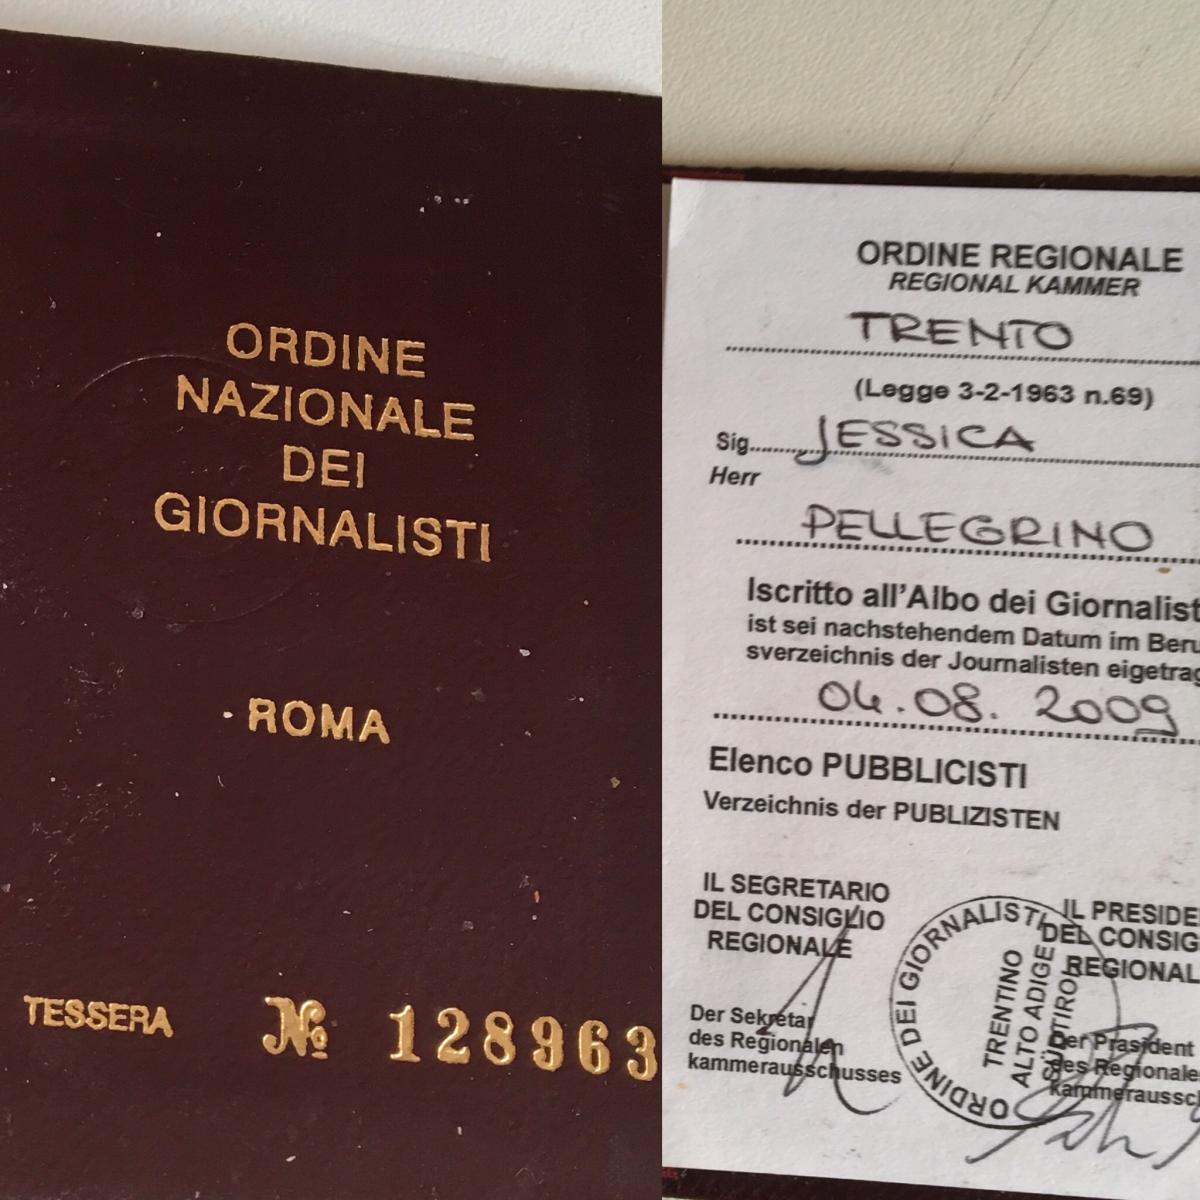 ORDINE
NAZIONALE
DEI
GIORNALISTI
ROMA
TESSERA № 128963
ORDINE REGIONALE
REGIONAL KAMMER
TRENTO
(Legge 3-2-1963 n.69)
Sig. JESSICA
Herr
PELLEGRINO
Iscritto all'Albo dei Giornalist
ist sei nachstehendem Datum im Beru
sverzeichnis der Journalisten eigetrag
04.08.2009
Elenco PUBBLICISTI
Verzeichnis der PUBLIZISTEN
IL SEGRETARIO
DEL CONSIGLIO
REGIONALE
Der Sekretar
des Regionalen
kammerausschusses
ORDINE DEI GIORNALISTI
TRENTINO
ALTO ADIGE
SÜDTIROL
IL PRESIDE
DEL CONSIG
REGIONAL
Der Prasident
des Regionale
kammeraussc